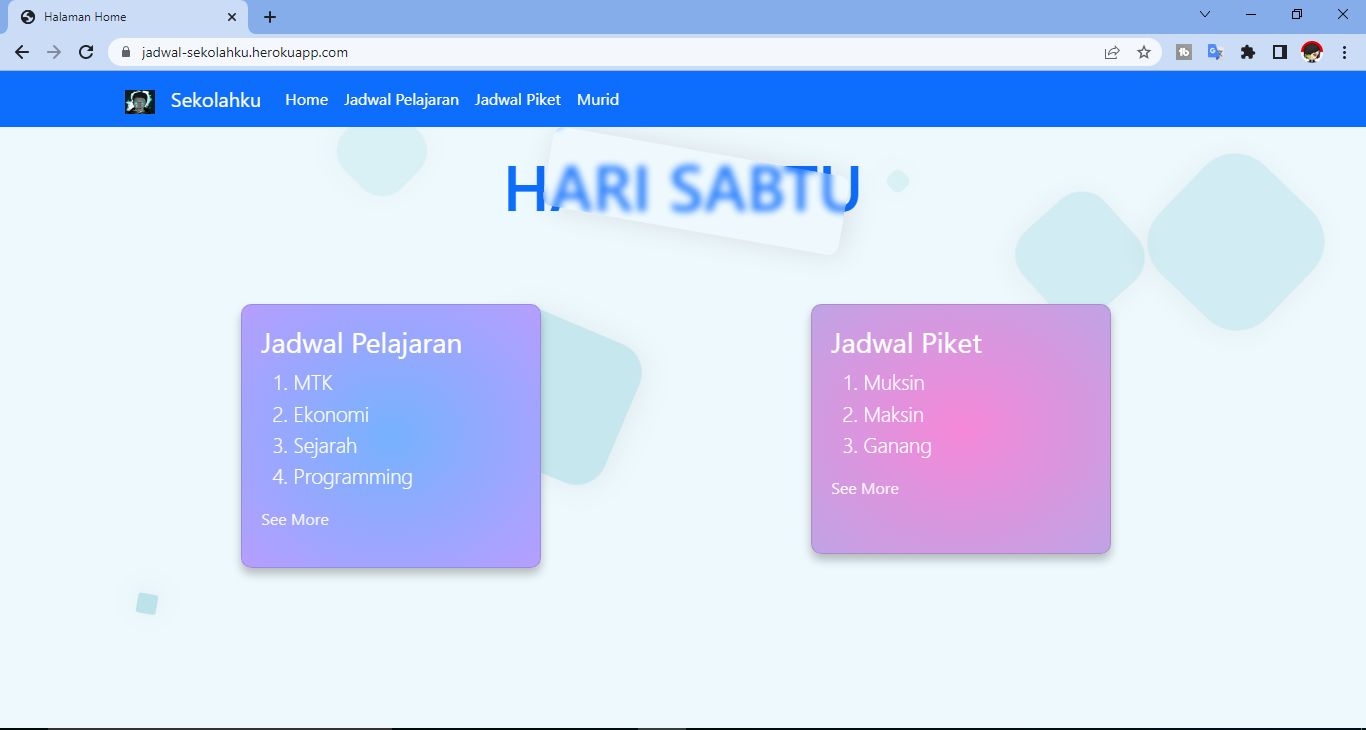 Halaman Home
jadwal-sekolahku.herokuapp.com
Sekolahku Home Jadwal Pelajaran Jadwal Piket Murid
HARI SABTU
Jadwal Pelajaran
1. MTK
2. Ekonomi
3. Sejarah
4. Programming
See More
Jadwal Piket
1. Muksin
2. Maksin
3. Ganang
See More